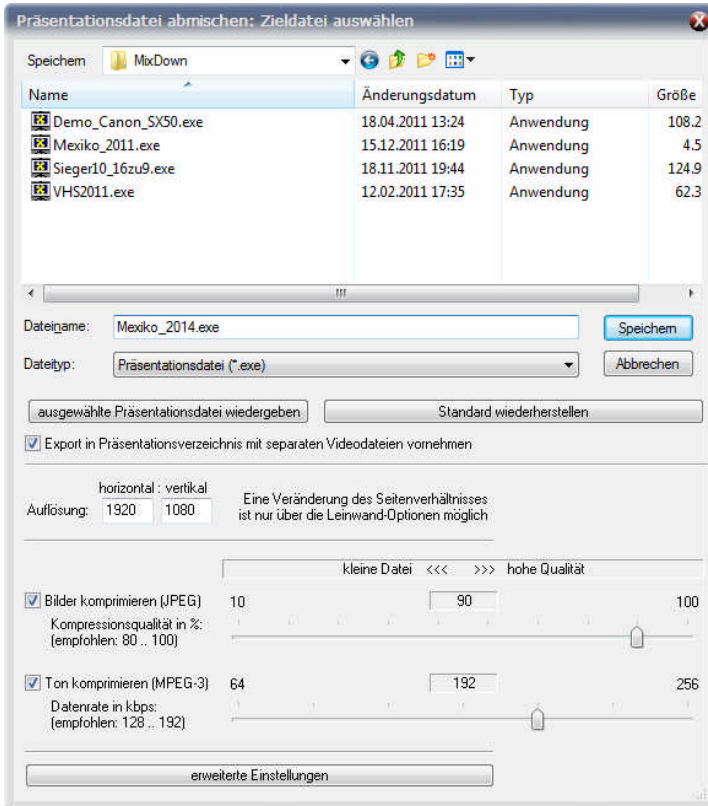 Präsentationsdatei abmischen: Zieldatei auswählen
Speichern MixDown
Name Änderungsdatum Typ Größe
Demo_Canon_SX50.exe 18.04.2011 13:24 Anwendung 108.2
Mexiko_2011.exe 15.12.2011 16:19 Anwendung 4.5
Sieger10_16zu9.exe 18.11.2011 19:44 Anwendung 124.9
VHS2011.exe 12.02.2011 17:35 Anwendung 62.3
Dateiname: Mexiko_2014.exe Speichern
Dateityp: Präsentationsdatei (*.exe) Abbrechen
ausgewählte Präsentationsdatei wiedergeben Standard wiederherstellen
Export in Präsentationsverzeichnis mit separaten Videodateien vornehmen
horizontal : vertikal
Auflösung: 1920 1080
Eine Veränderung des Seitenverhältnisses
ist nur über die Leinwand-Optionen möglich
kleine Datei <<< >>> hohe Qualität
Bilder komprimieren (JPEG) 10 90 100
Kompressionsqualität in %:
(empfohlen: 80 .. 100)
Ton komprimieren (MPEG-3) 64 192 256
Datenrate in kbps:
(empfohlen: 128 .. 192)
erweiterte Einstellungen